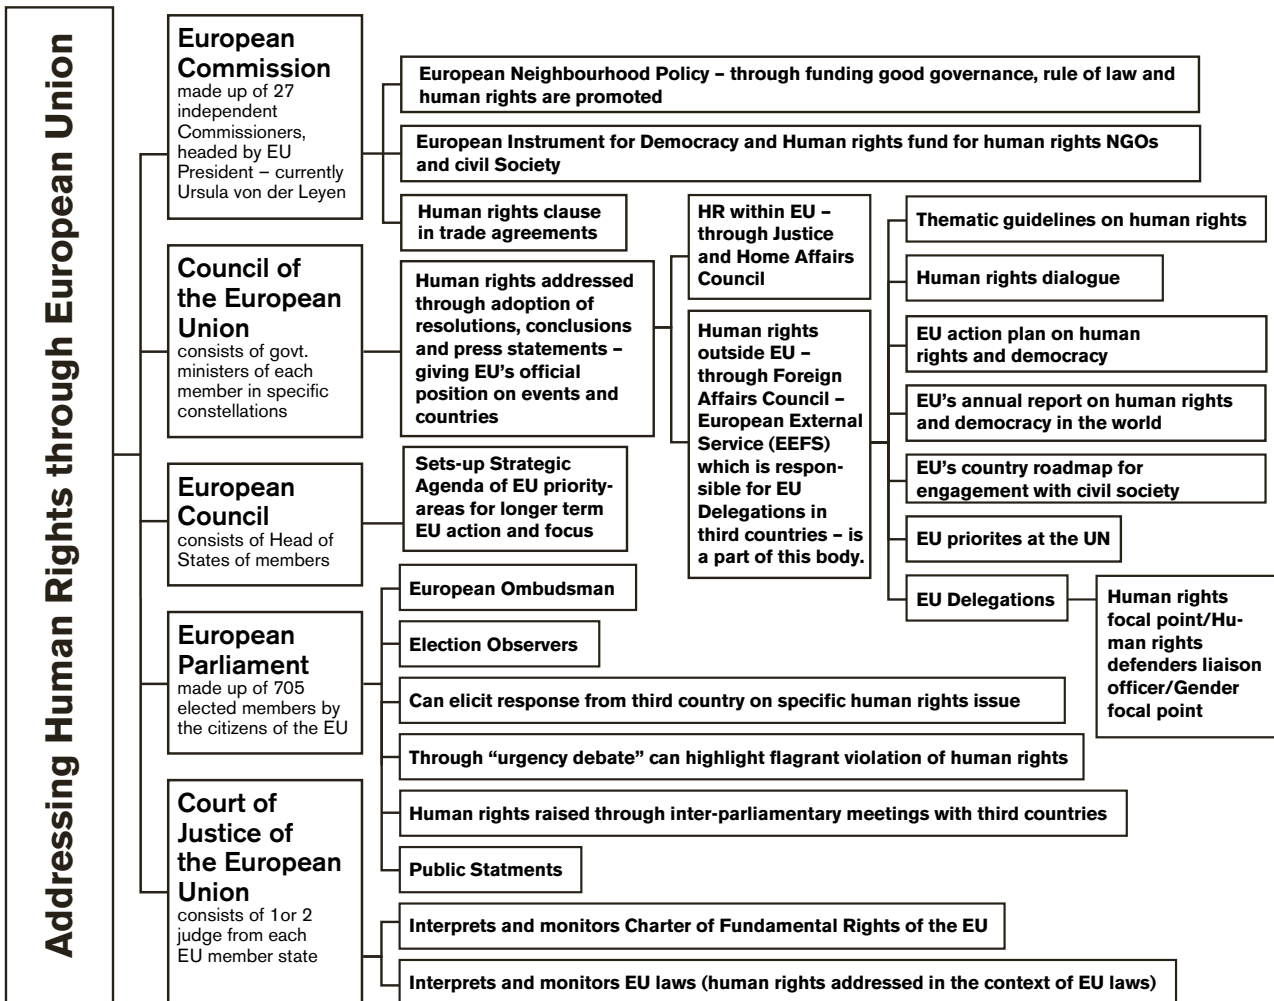 Addressing Human Rights through European Union
European
Commission
made up of 27
independent
Commissioners,
headed by EU
President – currently
Ursula von der Leyen
European Neighbourhood Policy – through funding good governance, rule of law and
human rights are promoted
European Instrument for Democracy and Human rights fund for human rights NGOs
and civil Society
Human rights clause
in trade agreements
Council of
the European
Union
consists of govt.
ministers of each
member in specific
constellations
Human rights addressed
through adoption of
resolutions, conclusions
and press statements –
giving EU's official
position on events and
countries
HR within EU –
through Justice
and Home Affairs
Council
Human rights
outside EU –
through Foreign
Affairs Council –
European External
Service (EEFS)
which is respon-
sible for EU
Delegations in
third countries – is
a part of this body.
Thematic guidelines on human rights
Human rights dialogue
EU action plan on human
rights and democracy
EU's annual report on human rights
and democracy in the world
EU's country roadmap for
engagement with civil society
EU priorites at the UN
EU Delegations
Human rights
focal point/Hu-
man rights
defenders liaison
officer/Gender
focal point
European
Council
consists of Head of
States of members
Sets-up Strategic
Agenda of EU priority-
areas for longer term
EU action and focus
European
Parliament
made up of 705
elected members by
the citizens of the EU
European Ombudsman
Election Observers
Can elicit response from third country on specific human rights issue
Through “urgency debate” can highlight flagrant violation of human rights
Human rights raised through inter-parliamentary meetings with third countries
Public Statments
Court of
Justice of
the European
Union
consists of 1or 2
judge from each
EU member state
Interprets and monitors Charter of Fundamental Rights of the EU
Interprets and monitors EU laws (human rights addressed in the context of EU laws)